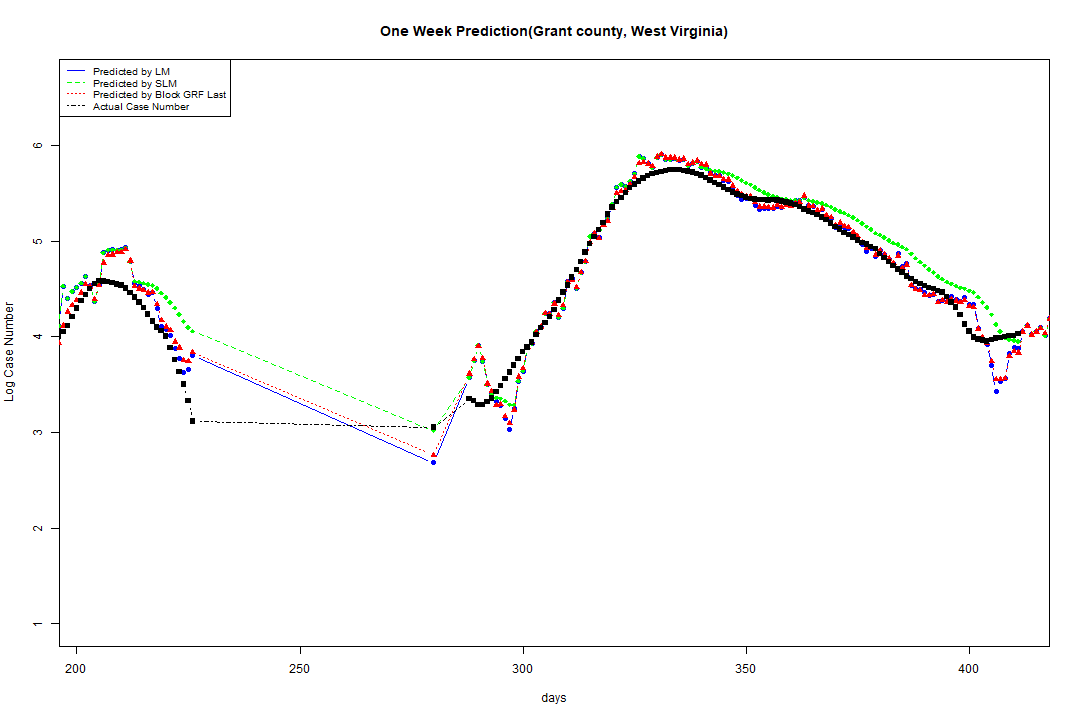 One Week Prediction(Grant county, West Virginia)
Predicted by LM
Predicted by SLM
Predicted by Block GRF Last
Actual Case Number
6
5
4
3
2
1
Log Case Number
200 250 300 350 400
days